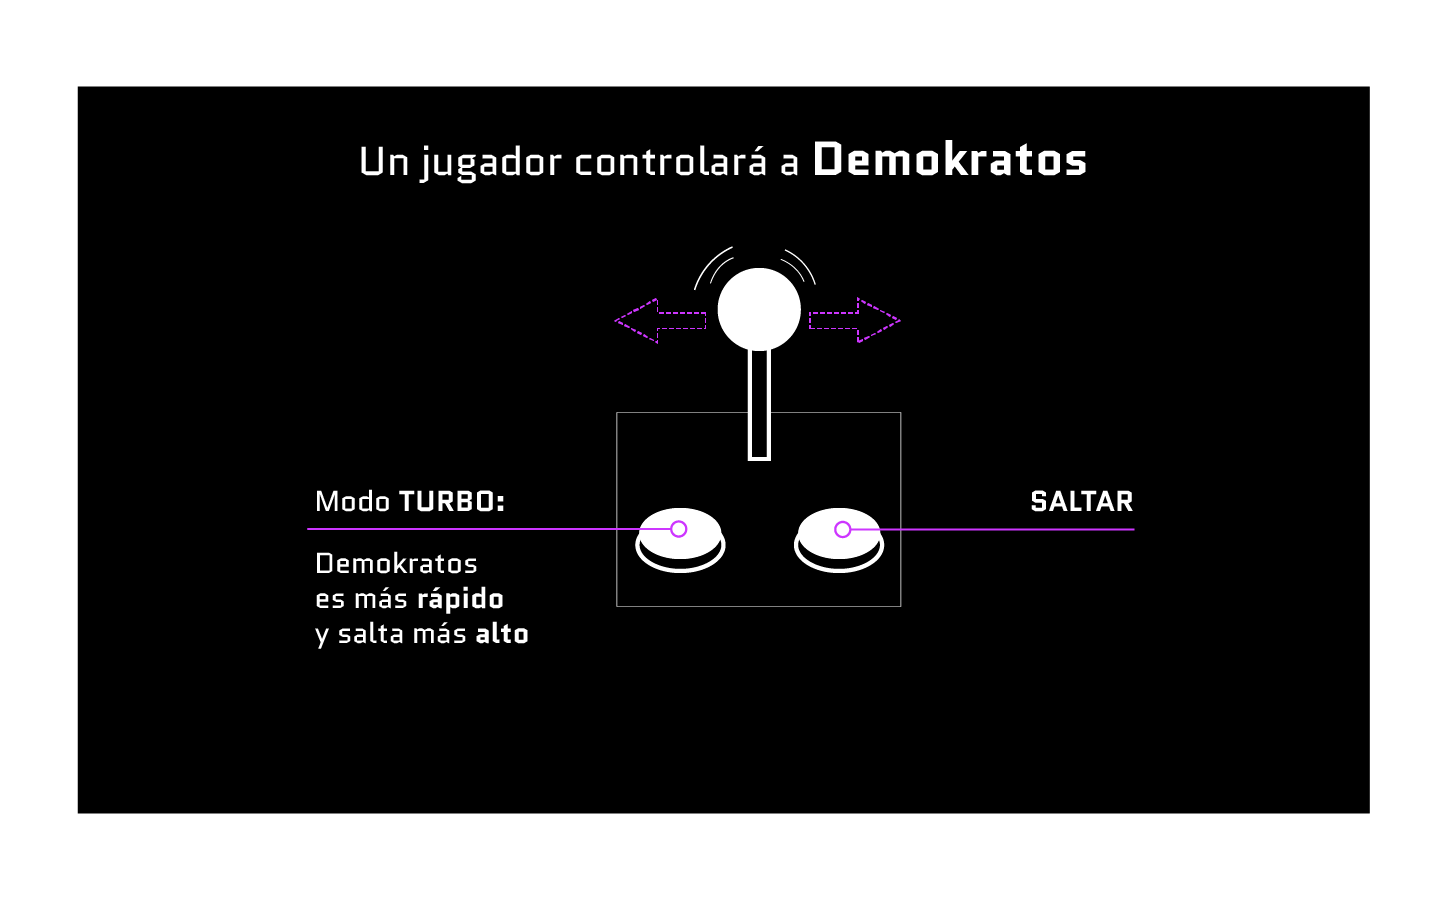 Un jugador controlará a Demokratos
Modo TURBO:
Demokratos
es más rápido
y salta más alto
SALTAR